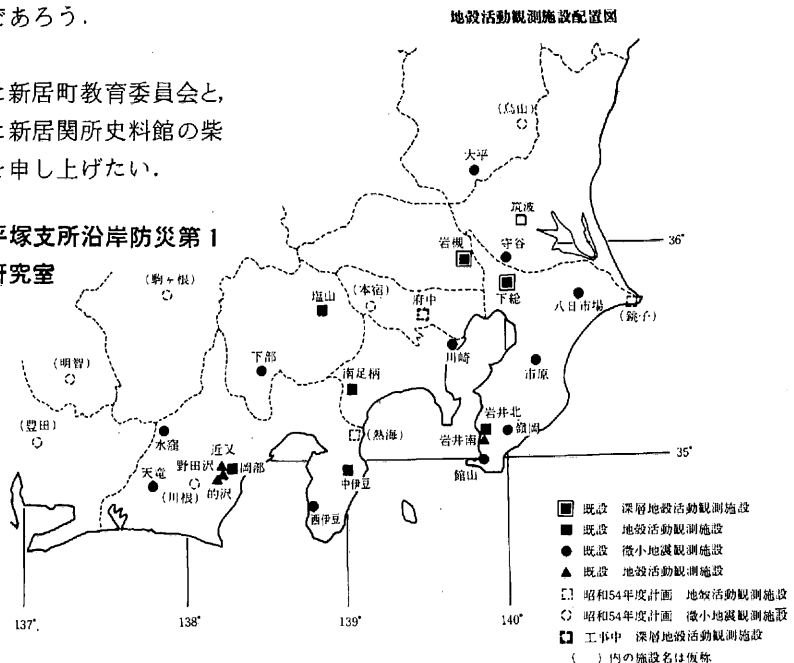 であろう.
に新居町教育委員会と,
に新居関所史料館の柴
を申し上げたい.
平塚支所沿岸防災第1
研究室
地殻活動観測施設配置図
(烏山)
大平
筑波
36°
岩槻
守谷
(駒ヶ根)
塩山
(本宿)
府中
下総
八日市場
(銚子)
(明智)
下部
川崎
市原
南足柄
(豊田)
水窪
(熱海)
岩井北
嶺岡
岩井南
35°
近又
野田沢
岡部
天竜
(川根)
的沢
中伊豆
館山
西伊豆
既設 深層地殻活動観測施設
既設 地殻活動観測施設
既設 微小地震観測施設
既設 地殻活動観測施設
昭和54年度計画 地殻活動観測施設
昭和54年度計画 微小地震観測施設
工事中 深層地殻活動観測施設
( )内の施設名は仮称
137°.
138°
139°
140°